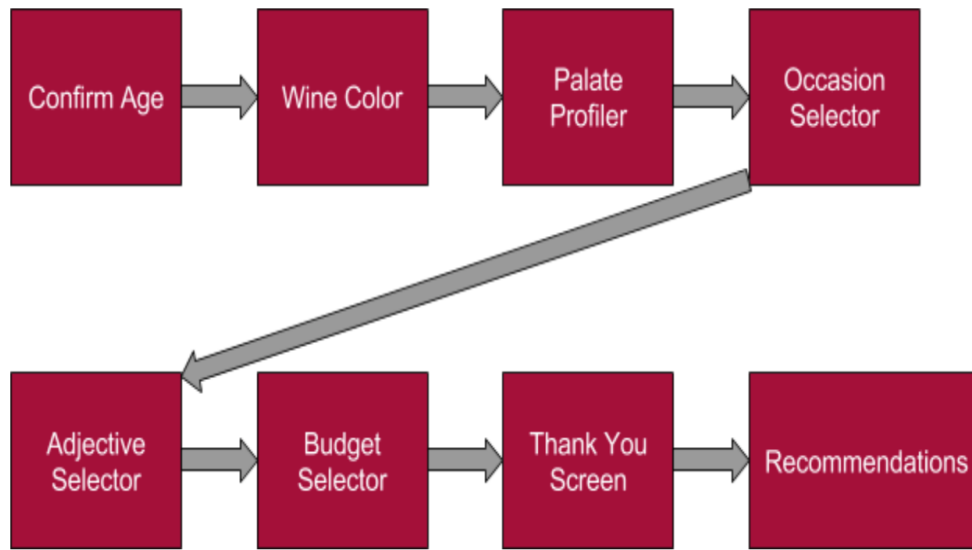 Confirm Age
Wine Color
Palate
Profiler
Occasion
Selector
Adjective
Selector
Budget
Selector
Thank You
Screen
Recommendations